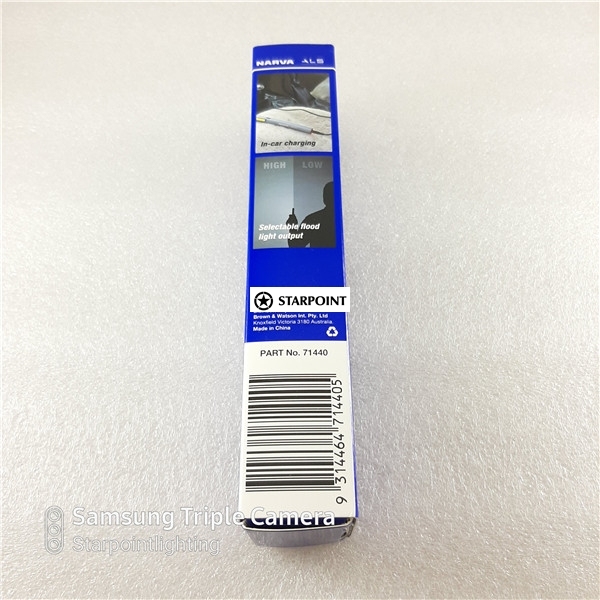 NARVA ALS
In-car charging
HIGH LOW
Selectable flood
light output
STARPOINT
Brown & Watson Int. Pty. Ltd
Knoxfield Victoria 3180 Australia.
Made in China
PART No. 71440
9 314464 714405
Samsung Triple Camera
Starpointlighting